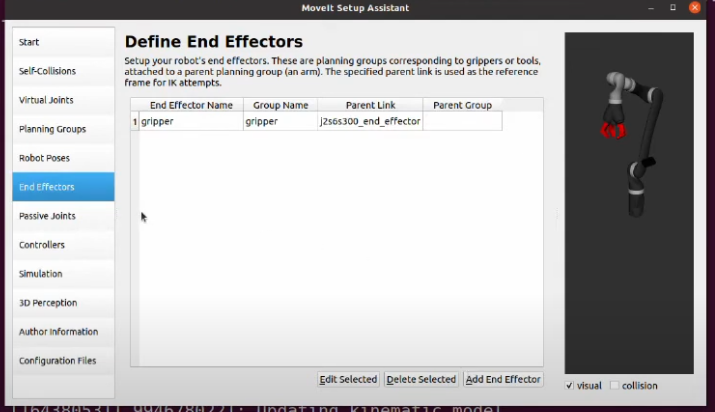 MoveIt Setup Assistant
Start
Self-Collisions
Virtual Joints
Planning Groups
Robot Poses
End Effectors
Passive Joints
Controllers
Simulation
3D Perception
Author Information
Configuration Files
Define End Effectors
Setup your robot's end effectors. These are planning groups corresponding to grippers or tools,
attached to a parent planning group (an arm). The specified parent link is used as the reference
frame for IK attempts.
End Effector Name Group Name Parent Link Parent Group
1 gripper gripper j2s6s300_end_effector
Edit Selected Delete Selected Add End Effector
visual collision
Updating kinematic model